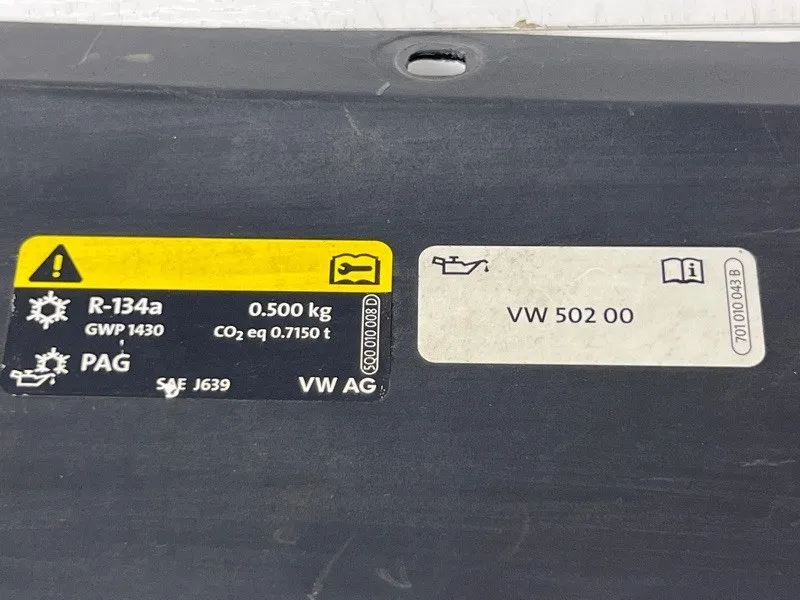 R-134a 0.500 kg
GWP 1430 CO₂ eq 0.7150 t
PAG
SAE J639 VW AG
5Q0 010 008 D
VW 502 00
701 010 043 B